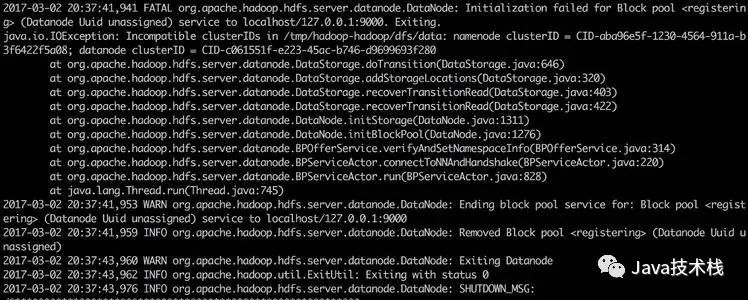 2017-03-02 20:37:41,941 FATAL org.apache.hadoop.hdfs.server.datanode.DataNode: Initialization failed for Block pool <register
ing> (Datanode Uuid unassigned) service to localhost/127.0.0.1:9000. Exiting.
java.io.IOException: Incompatible clusterIDs in /tmp/hadoop-hadoop/dfs/data: namenode clusterID = CID-aba96e5f-1230-4564-911a-b
3f6422f5a08; datanode clusterID = CID-c061551f-e223-45ac-b746-d9699693f280
at org.apache.hadoop.hdfs.server.datanode.DataStorage.doTransition(DataStorage.java:646)
at org.apache.hadoop.hdfs.server.datanode.DataStorage.addStorageLocations(DataStorage.java:320)
at org.apache.hadoop.hdfs.server.datanode.DataStorage.recoverTransitionRead(DataStorage.java:403)
at org.apache.hadoop.hdfs.server.datanode.DataStorage.recoverTransitionRead(DataStorage.java:422)
at org.apache.hadoop.hdfs.server.datanode.DataNode.initStorage(DataNode.java:1311)
at org.apache.hadoop.hdfs.server.datanode.DataNode.initBlockPool(DataNode.java:1276)
at org.apache.hadoop.hdfs.server.datanode.BPOfferService.verifyAndSetNamespaceInfo(BPOfferService.java:314)
at org.apache.hadoop.hdfs.server.datanode.BPServiceActor.connectToNNAndHandshake(BPServiceActor.java:220)
at org.apache.hadoop.hdfs.server.datanode.BPServiceActor.run(BPServiceActor.java:828)
at java.lang.Thread.run(Thread.java:745)
2017-03-02 20:37:41,953 WARN org.apache.hadoop.hdfs.server.datanode.DataNode: Ending block pool service for: Block pool <regist
ering> (Datanode Uuid unassigned) service to localhost/127.0.0.1:9000
2017-03-02 20:37:41,959 INFO org.apache.hadoop.hdfs.server.datanode.DataNode: Removed Block pool <registering> (Datanode Uuid u
nassigned)
2017-03-02 20:37:43,960 WARN org.apache.hadoop.hdfs.server.datanode.DataNode: Exiting Datanode
2017-03-02 20:37:43,962 INFO org.apache.hadoop.util.ExitUtil: Exiting with status 0
2017-03-02 20:37:43,976 INFO org.apache.hadoop.hdfs.server.datanode.DataNode: SHUTDOWN_MSG:
Java技术栈